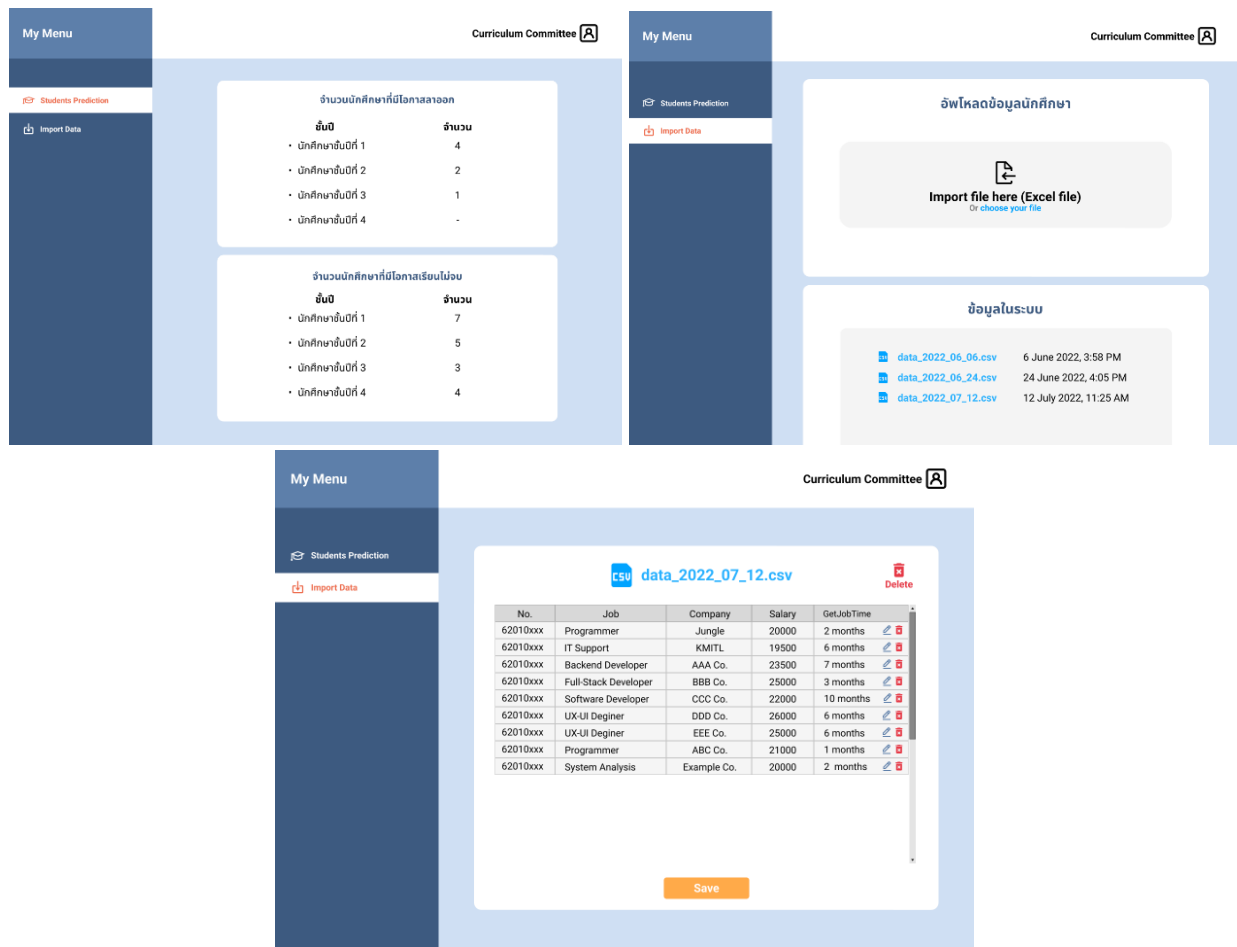 My Menu
Curriculum Committee
Students Prediction
Import Data
จำนวนนักศึกษาที่มีโอกาสลาออก
ชั้นปี จำนวน
• นักศึกษาชั้นปีที่ 1 4
• นักศึกษาชั้นปีที่ 2 2
• นักศึกษาชั้นปีที่ 3 1
• นักศึกษาชั้นปีที่ 4 -
จำนวนนักศึกษาที่มีโอกาสเรียนไม่จบ
ชั้นปี จำนวน
• นักศึกษาชั้นปีที่ 1 7
• นักศึกษาชั้นปีที่ 2 5
• นักศึกษาชั้นปีที่ 3 3
• นักศึกษาชั้นปีที่ 4 4
My Menu
Curriculum Committee
Students Prediction
Import Data
อัพโหลดข้อมูลนักศึกษา
Import file here (Excel file)
Or choose your file
ข้อมูลในระบบ
CSV data_2022_06_06.csv 6 June 2022, 3:58 PM
CSV data_2022_06_24.csv 24 June 2022, 4:05 PM
CSV data_2022_07_12.csv 12 July 2022, 11:25 AM
My Menu
Curriculum Committee
Students Prediction
Import Data
CSV data_2022_07_12.csv
Delete
No. Job Company Salary GetJobTime
62010xxx Programmer Jungle 20000 2 months
62010xxx IT Support KMITL 19500 6 months
62010xxx Backend Developer AAA Co. 23500 7 months
62010xxx Full-Stack Developer BBB Co. 25000 3 months
62010xxx Software Developer CCC Co. 22000 10 months
62010xxx UX-UI Deginer DDD Co. 26000 6 months
62010xxx UX-UI Deginer EEE Co. 25000 6 months
62010xxx Programmer ABC Co. 21000 1 months
62010xxx System Analysis Example Co. 20000 2 months
Save